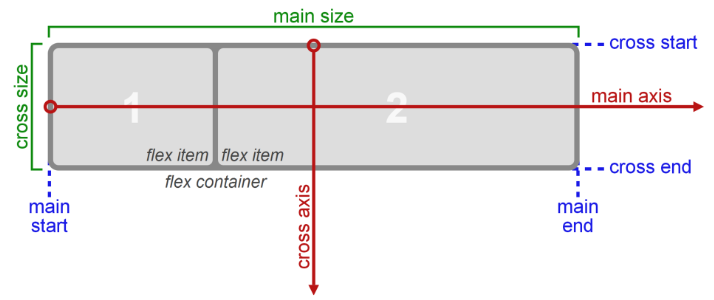 main size
cross start
cross size
1
2
main axis
flex item
flex item
cross end
flex container
cross axis
main
start
main
end